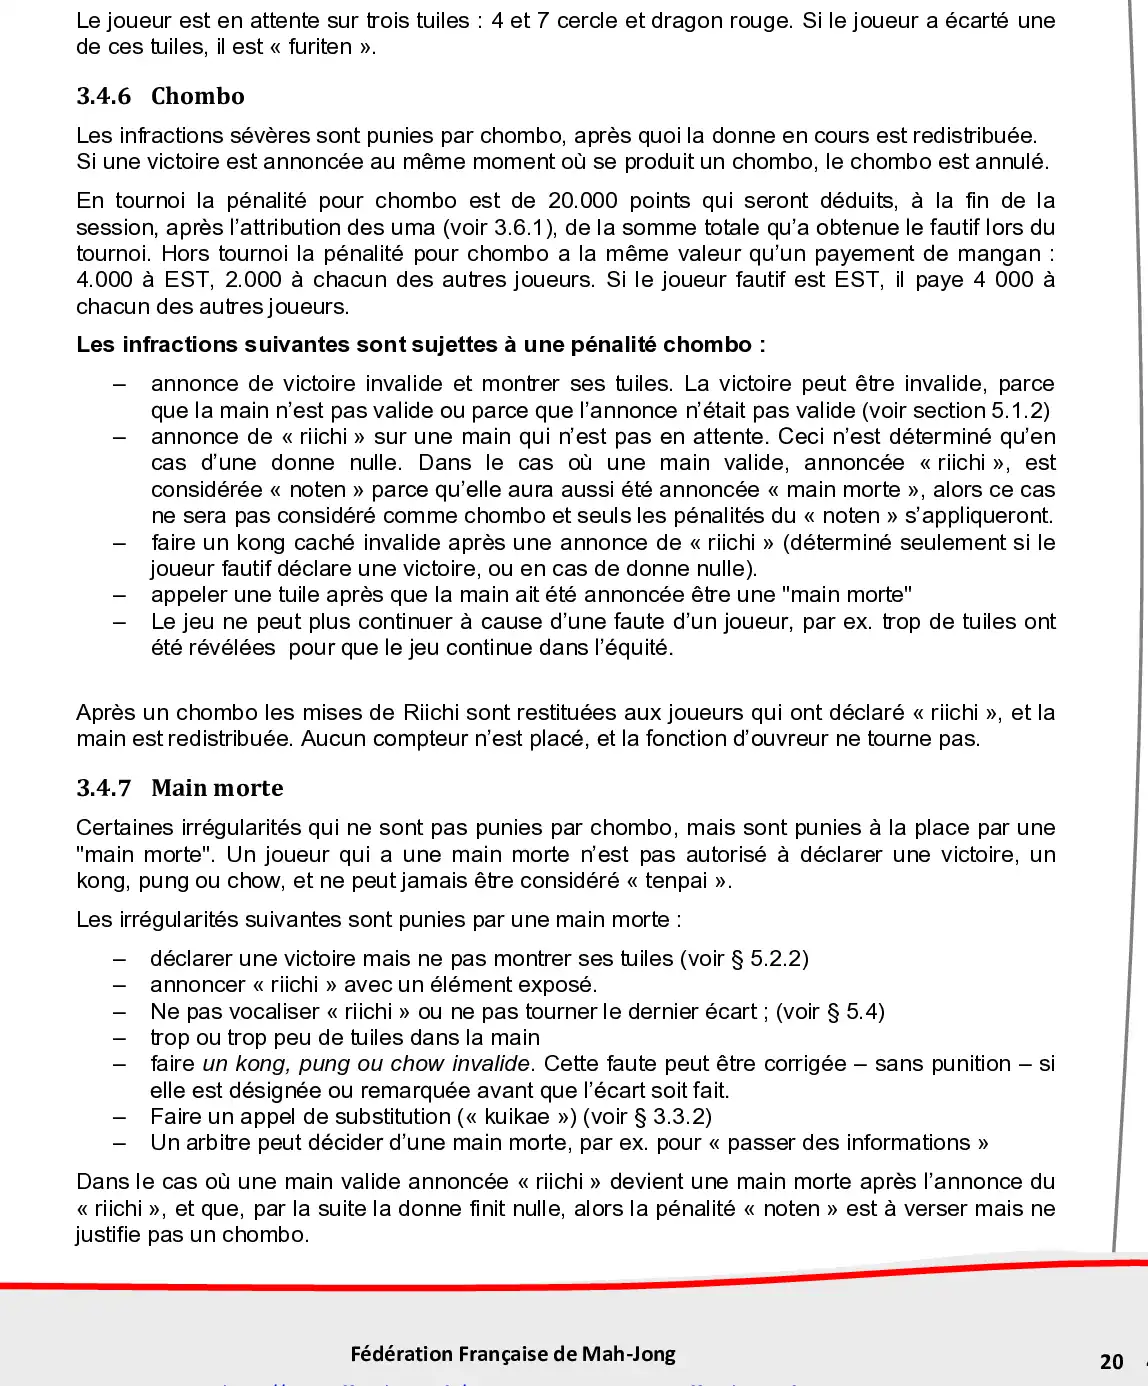 Le joueur est en attente sur trois tuiles : 4 et 7 cercle et dragon rouge. Si le joueur a écarté une
de ces tuiles, il est « furiten ».
3.4.6 Chombo
Les infractions sévères sont punies par chombo, après quoi la donne en cours est redistribuée.
Si une victoire est annoncée au même moment où se produit un chombo, le chombo est annulé.
En tournoi la pénalité pour chombo est de 20.000 points qui seront déduits, à la fin de la
session, après l’attribution des uma (voir 3.6.1), de la somme totale qu’a obtenue le fautif lors du
tournoi. Hors tournoi la pénalité pour chombo a la même valeur qu’un payement de mangan :
4.000 à EST, 2.000 à chacun des autres joueurs. Si le joueur fautif est EST, il paye 4 000 à
chacun des autres joueurs.
Les infractions suivantes sont sujettes à une pénalité chombo :
– annonce de victoire invalide et montrer ses tuiles. La victoire peut être invalide, parce
que la main n’est pas valide ou parce que l’annonce n’était pas valide (voir section 5.1.2)
– annonce de « riichi » sur une main qui n’est pas en attente. Ceci n’est déterminé qu’en
cas d’une donne nulle. Dans le cas où une main valide, annoncée « riichi », est
considérée « noten » parce qu’elle aura aussi été annoncée « main morte », alors ce cas
ne sera pas considéré comme chombo et seuls les pénalités du « noten » s’appliqueront.
– faire un kong caché invalide après une annonce de « riichi » (déterminé seulement si le
joueur fautif déclare une victoire, ou en cas de donne nulle).
– appeler une tuile après que la main ait été annoncée être une "main morte"
– Le jeu ne peut plus continuer à cause d’une faute d’un joueur, par ex. trop de tuiles ont
été révélées pour que le jeu continue dans l’équité.
Après un chombo les mises de Riichi sont restituées aux joueurs qui ont déclaré « riichi », et la
main est redistribuée. Aucun compteur n’est placé, et la fonction d’ouvreur ne tourne pas.
3.4.7 Main morte
Certaines irrégularités qui ne sont pas punies par chombo, mais sont punies à la place par une
"main morte". Un joueur qui a une main morte n’est pas autorisé à déclarer une victoire, un
kong, pung ou chow, et ne peut jamais être considéré « tenpai ».
Les irrégularités suivantes sont punies par une main morte :
– déclarer une victoire mais ne pas montrer ses tuiles (voir § 5.2.2)
– annoncer « riichi » avec un élément exposé.
– Ne pas vocaliser « riichi » ou ne pas tourner le dernier écart ; (voir § 5.4)
– trop ou trop peu de tuiles dans la main
– faire un kong, pung ou chow invalide. Cette faute peut être corrigée – sans punition – si
elle est désignée ou remarquée avant que l’écart soit fait.
– Faire un appel de substitution (« kuikae ») (voir § 3.3.2)
– Un arbitre peut décider d’une main morte, par ex. pour « passer des informations »
Dans le cas où une main valide annoncée « riichi » devient une main morte après l’annonce du
« riichi », et que, par la suite la donne finit nulle, alors la pénalité « noten » est à verser mais ne
justifie pas un chombo.
Fédération Française de Mah-Jong
20